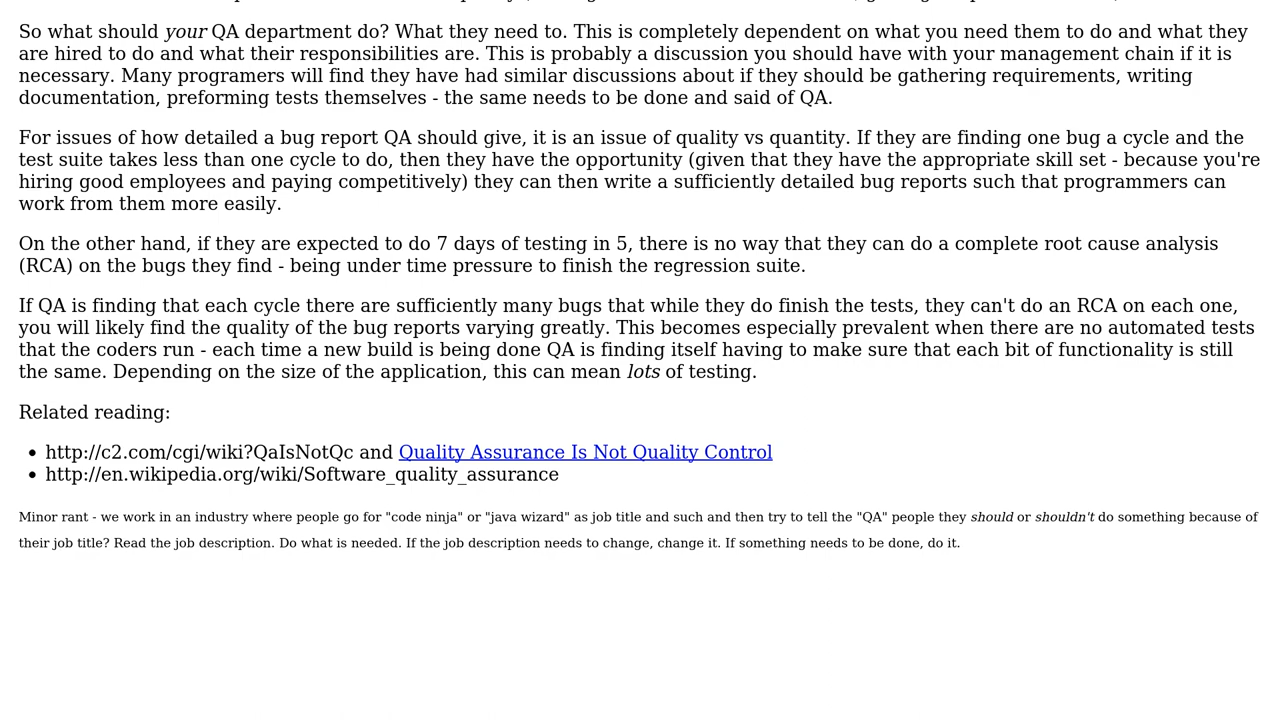 So what should your QA department do? What they need to. This is completely dependent on what you need them to do and what they
are hired to do and what their responsibilities are. This is probably a discussion you should have with your management chain if it is
necessary. Many programers will find they have had similar discussions about if they should be gathering requirements, writing
documentation, preforming tests themselves - the same needs to be done and said of QA.
For issues of how detailed a bug report QA should give, it is an issue of quality vs quantity. If they are finding one bug a cycle and the
test suite takes less than one cycle to do, then they have the opportunity (given that they have the appropriate skill set - because you're
hiring good employees and paying competitively) they can then write a sufficiently detailed bug reports such that programmers can
work from them more easily.
On the other hand, if they are expected to do 7 days of testing in 5, there is no way that they can do a complete root cause analysis
(RCA) on the bugs they find - being under time pressure to finish the regression suite.
If QA is finding that each cycle there are sufficiently many bugs that while they do finish the tests, they can't do an RCA on each one,
you will likely find the quality of the bug reports varying greatly. This becomes especially prevalent when there are no automated tests
that the coders run - each time a new build is being done QA is finding itself having to make sure that each bit of functionality is still
the same. Depending on the size of the application, this can mean lots of testing.
Related reading:
• http://c2.com/cgi/wiki?QaIsNotQc and Quality Assurance Is Not Quality Control
• http://en.wikipedia.org/wiki/Software_quality_assurance
Minor rant - we work in an industry where people go for "code ninja" or "java wizard" as job title and such and then try to tell the "QA" people they should or shouldn't do something because of
their job title? Read the job description. Do what is needed. If the job description needs to change, change it. If something needs to be done, do it.